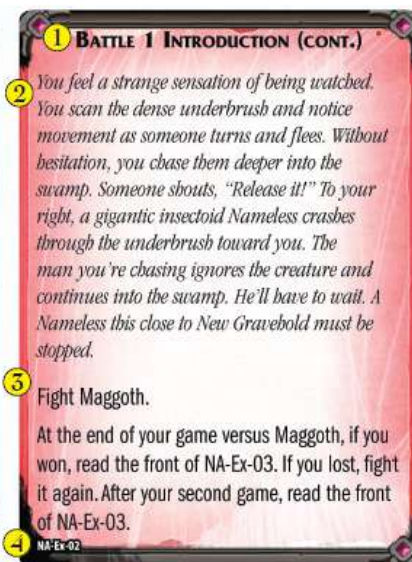 1 BATTLE 1 INTRODUCTION (CONT.)
2 You feel a strange sensation of being watched.
You scan the dense underbrush and notice
movement as someone turns and flees. Without
hesitation, you chase them deeper into the
swamp. Someone shouts, “Release it!” To your
right, a gigantic insectoid Nameless crashes
through the underbrush toward you. The
man you’re chasing ignores the creature and
continues into the swamp. He’ll have to wait. A
Nameless this close to New Gravehold must be
stopped.
3 Fight Maggoth.
At the end of your game versus Maggoth, if you
won, read the front of NA-Ex-03. If you lost, fight
it again. After your second game, read the front
of NA-Ex-03.
4 NA-Ex-02